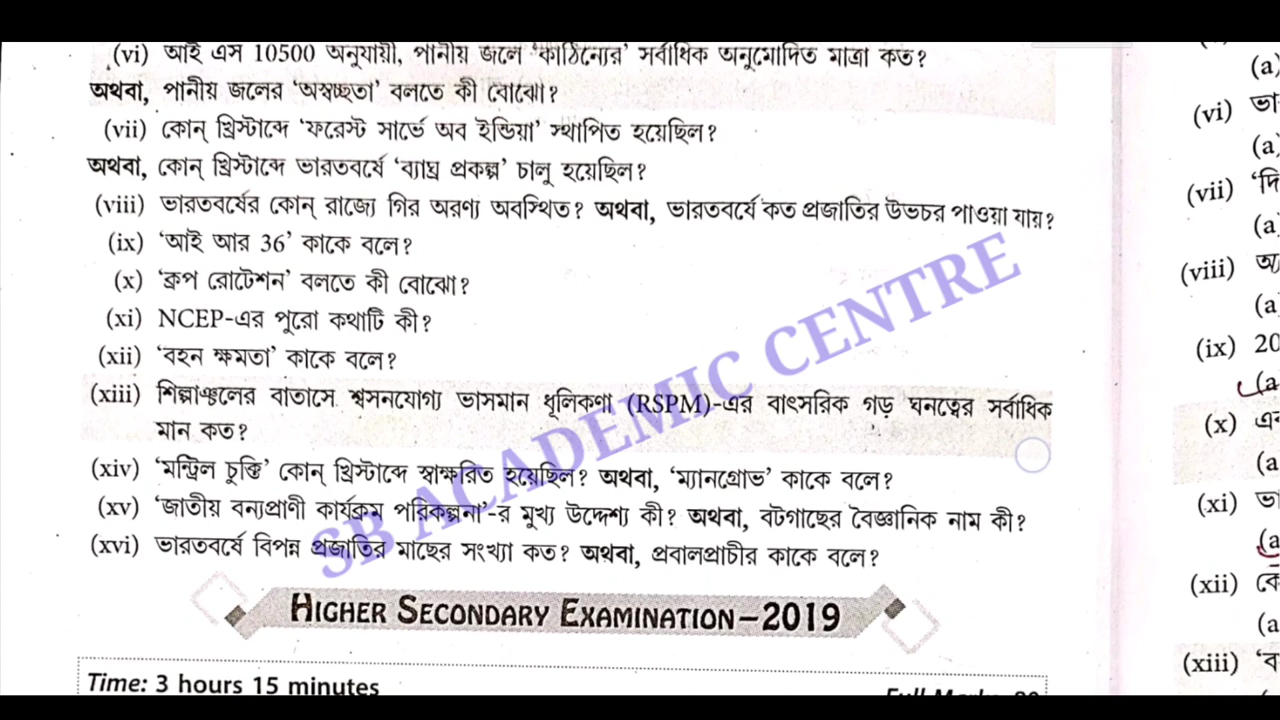 (vi) আই এস 10500 অনুযায়ী, পানীয় জলে 'কাঠিন্যের' সর্বাধিক অনুমোদিত মাত্রা কত?
অথবা, পানীয় জলের 'অস্বচ্ছতা' বলতে কী বোঝো?
(vii) কোন্ খ্রিস্টাব্দে 'ফরেস্ট সার্ভে অব ইন্ডিয়া' স্থাপিত হয়েছিল?
অথবা, কোন্ খ্রিস্টাব্দে ভারতবর্ষে 'ব্যাঘ্র প্রকল্প' চালু হয়েছিল?
(viii) ভারতবর্ষের কোন্ রাজ্যে গির অরণ্য অবস্থিত? অথবা, ভারতবর্ষে কত প্রজাতির উভচর পাওয়া যায়?
(ix) 'আই আর 36' কাকে বলে?
(x) 'ক্রপ রোটেশন' বলতে কী বোঝো?
(xi) NCEP-এর পুরো কথাটি কী?
(xii) 'বহন ক্ষমতা' কাকে বলে?
(xiii) শিল্পাঞ্চলের বাতাসে শ্বসনযোগ্য ভাসমান ধূলিকণা (RSPM)-এর বাৎসরিক গড় ঘনত্বের সর্বাধিক
মান কত?
(xiv) 'মন্ট্রিল চুক্তি' কোন্ খ্রিস্টাব্দে স্বাক্ষরিত হয়েছিল? অথবা, 'ম্যানগ্রোভ' কাকে বলে?
(xv) 'জাতীয় বন্যপ্রাণী কার্যক্রম পরিকল্পনা'-র মুখ্য উদ্দেশ্য কী? অথবা, বটগাছের বৈজ্ঞানিক নাম কী?
(xvi) ভারতবর্ষে বিপন্ন প্রজাতির মাছের সংখ্যা কত? অথবা, প্রবালপ্রাচীর কাকে বলে?
SB ACADEMIC CENTRE
HIGHER SECONDARY EXAMINATION–2019
Time: 3 hours 15 minutes
(a)
(vi) ভা
(a)
(vii) 'দি
(a)
(viii)
(a)
(ix) 20
(a
(x) এ
(a)
(xi) ভা
(a)
(xii) কে
(a)
(xiii) 'ব